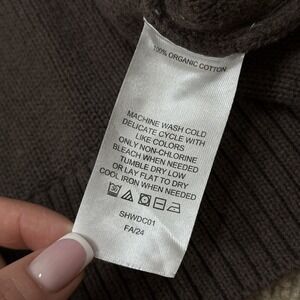 100% ORGANIC COTTON
MACHINE WASH COLD
DELICATE CYCLE WITH
LIKE COLORS
ONLY NON-CHLORINE
BLEACH WHEN NEEDED
TUMBLE DRY LOW
OR LAY FLAT TO DRY
COOL IRON WHEN NEEDED
SHWDC01
FA/24